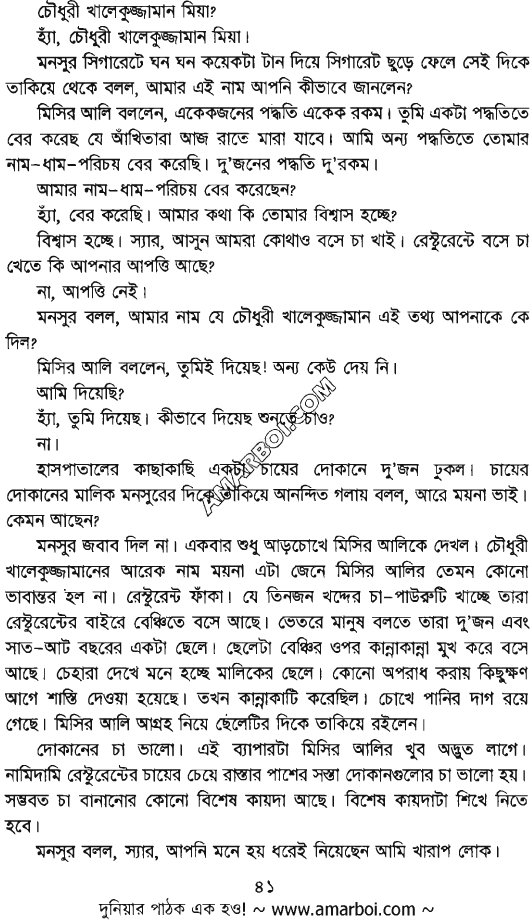 চৌধুরী খালেকুজ্জামান মিয়া?
হ্যাঁ, চৌধুরী খালেকুজ্জামান মিয়া।
মনসুর সিগারেটে ঘন ঘন কয়েকটা টান দিয়ে সিগারেট ছুড়ে ফেলে সেই দিকে
তাকিয়ে থেকে বলল, আমার এই নাম আপনি কীভাবে জানলেন?
মিসির আলি বললেন, একেকজনের পদ্ধতি একেক রকম। তুমি একটা পদ্ধতিতে
বের করেছ যে আঁখিতারা আজ রাতে মারা যাবে। আমি অন্য পদ্ধতিতে তোমার
নাম-ধাম-পরিচয় বের করেছি। দু'জনের পদ্ধতি দু'রকম।
আমার নাম-ধাম-পরিচয় বের করেছেন?
হ্যাঁ, বের করেছি। আমার কথা কি তোমার বিশ্বাস হচ্ছে?
বিশ্বাস হচ্ছে। স্যার, আসুন আমরা কোথাও বসে চা খাই। রেস্টুরেন্টে বসে চা
খেতে কি আপনার আপত্তি আছে?
না, আপত্তি নেই।
মনসুর বলল, আমার নাম যে চৌধুরী খালেকুজ্জামান এই তথ্য আপনাকে কে
দিল?
মিসির আলি বললেন, তুমিই দিয়েছ! অন্য কেউ দেয় নি।
আমি দিয়েছি?
হ্যাঁ, তুমি দিয়েছ। কীভাবে দিয়েছ শুনতে চাও?
না।
হাসপাতালের কাছাকাছি একটা চায়ের দোকানে দু'জন ঢুকল। চায়ের
দোকানের মালিক মনসুরের দিকে তাকিয়ে আনন্দিত গলায় বলল, আরে ময়না ভাই।
কেমন আছেন?
মনসুর জবাব দিল না। একবার শুধু আড়চোখে মিসির আলিকে দেখল। চৌধুরী
খালেকুজ্জামানের আরেক নাম ময়না এটা জেনে মিসির আলির তেমন কোনো
ভাবান্তর হল না। রেস্টুরেন্ট ফাঁকা। যে তিনজন খদ্দের চা-পাউরুটি খাচ্ছে তারা
রেস্টুরেন্টের বাইরে বেঞ্চিতে বসে আছে। ভেতরে মানুষ বলতে তারা দু'জন এবং
সাত-আট বছরের একটা ছেলে। ছেলেটা বেঞ্চির ওপর কান্নাকান্না মুখ করে বসে
আছে। চেহারা দেখে মনে হচ্ছে মালিকের ছেলে। কোনো অপরাধ করায় কিছুক্ষণ
আগে শাস্তি দেওয়া হয়েছে। তখন কান্নাকাটি করেছিল। চোখে পানির দাগ রয়ে
গেছে। মিসির আলি আগ্রহ নিয়ে ছেলেটির দিকে তাকিয়ে রইলেন।
দোকানের চা ভালো। এই ব্যাপারটা মিসির আলির খুব অদ্ভুত লাগে।
নামিদামি রেস্টুরেন্টের চায়ের চেয়ে রাস্তার পাশের সস্তা দোকানগুলোর চা ভালো হয়।
সম্ভবত চা বানানোর কোনো বিশেষ কায়দা আছে। বিশেষ কায়দাটা শিখে নিতে
হবে।
মনসুর বলল, স্যার, আপনি মনে হয় ধরেই নিয়েছেন আমি খারাপ লোক।
AMARBOI.COM
৪১
দুনিয়ার পাঠক এক হও! ~ www.amarboi.com ~